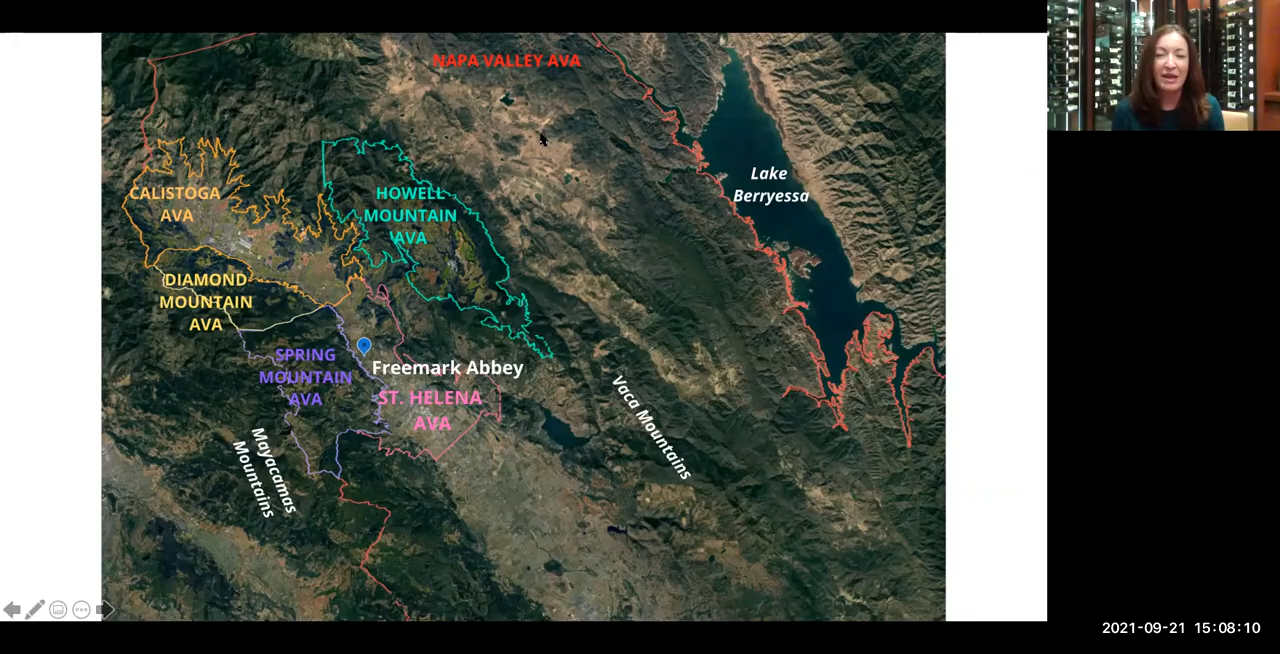 NAPA VALLEY AVA
Lake
Berryessa
CALISTOGA
AVA
HOWELL
MOUNTAIN
AVA
DIAMOND
MOUNTAIN
AVA
SPRING
MOUNTAIN
AVA
Freemark Abbey
ST. HELENA
AVA
Vaca Mountains
Mayacamas
Mountains
2021-09-21 15:08:10